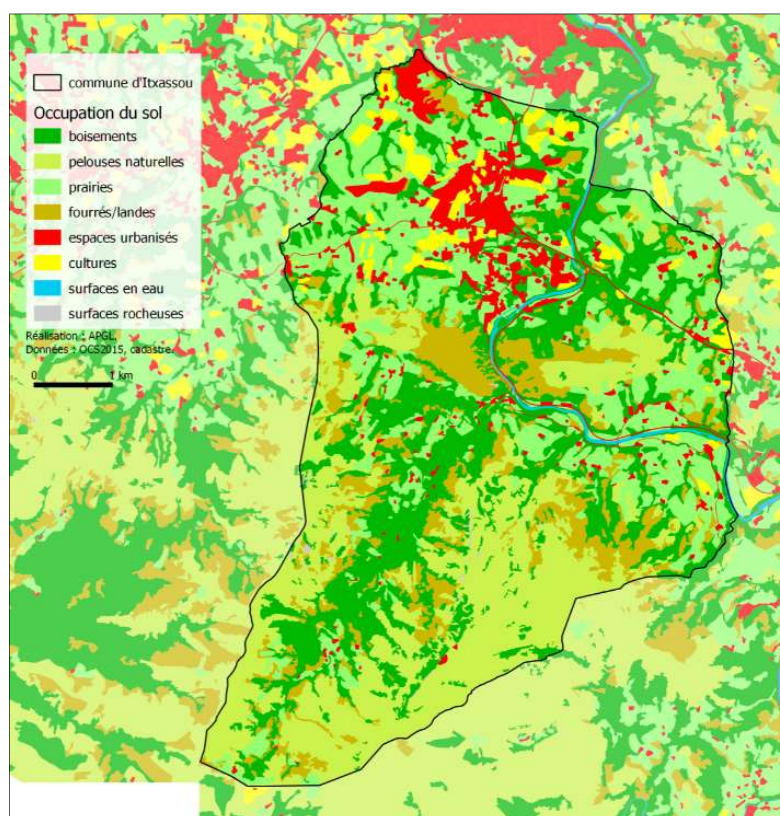 commune d'Itxassou
Occupation du sol
boisements
pelouses naturelles
prairies
fourrés/landes
espaces urbanisés
cultures
surfaces en eau
surfaces rocheuses
Réalisation : APGL.
Données : OCS2015, cadastre.
0 1 km